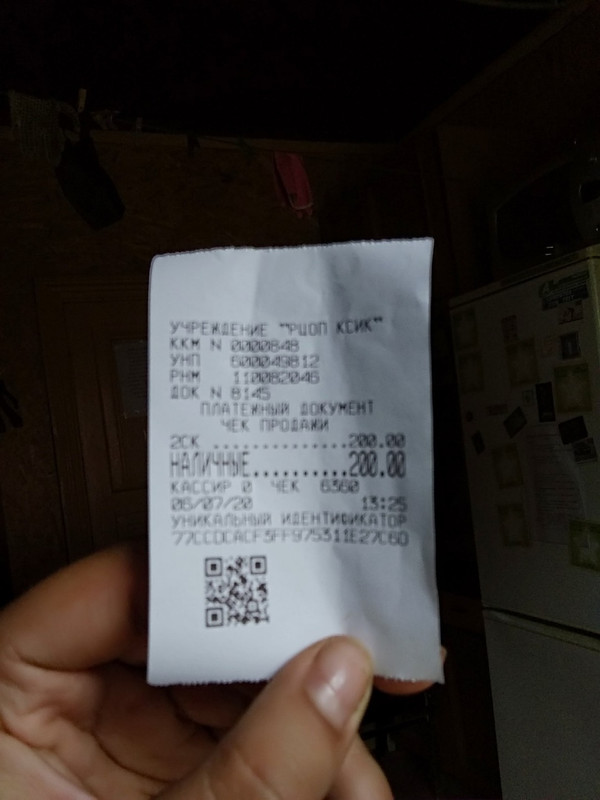 УЧРЕЖДЕНИЕ "РЦОП КСИК"
ККМ N 0000848
УНП 600049812
РНМ 110082046
ДОК N 8145
ПЛАТЕЖНЫЙ ДОКУМЕНТ
ЧЕК ПРОДАЖИ
2СК ...............200.00
НАЛИЧНЫЕ..........200.00
КАССИР 0 ЧЕК 6360
06/07/20 13:25
УНИКАЛЬНЫЙ ИДЕНТИФИКАТОР
77CCDCACF3FF975311E27C6D